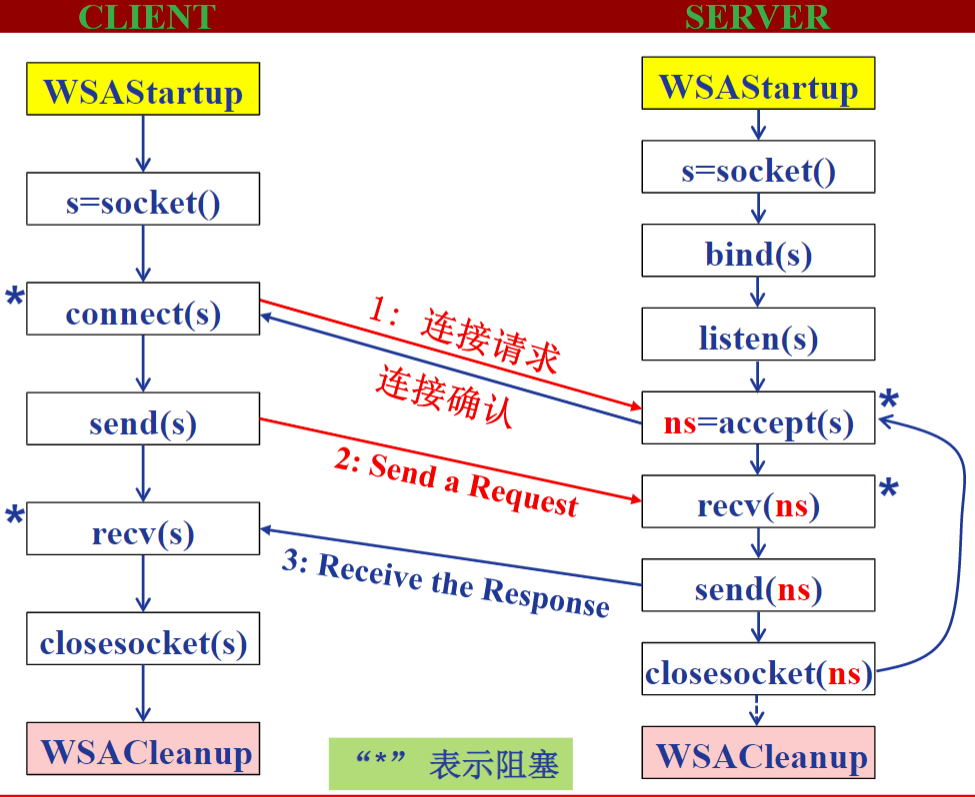 CLIENT
SERVER
WSAStartup
s=socket()
*
connect(s)
send(s)
*
recv(s)
closesocket(s)
WSACleanup
1: 连接请求
连接确认
2: Send a Request
3: Receive the Response
WSAStartup
s=socket()
bind(s)
listen(s)
ns=accept(s)
*
recv(ns)
*
send(ns)
closesocket(ns)
WSACleanup
“*” 表示阻塞